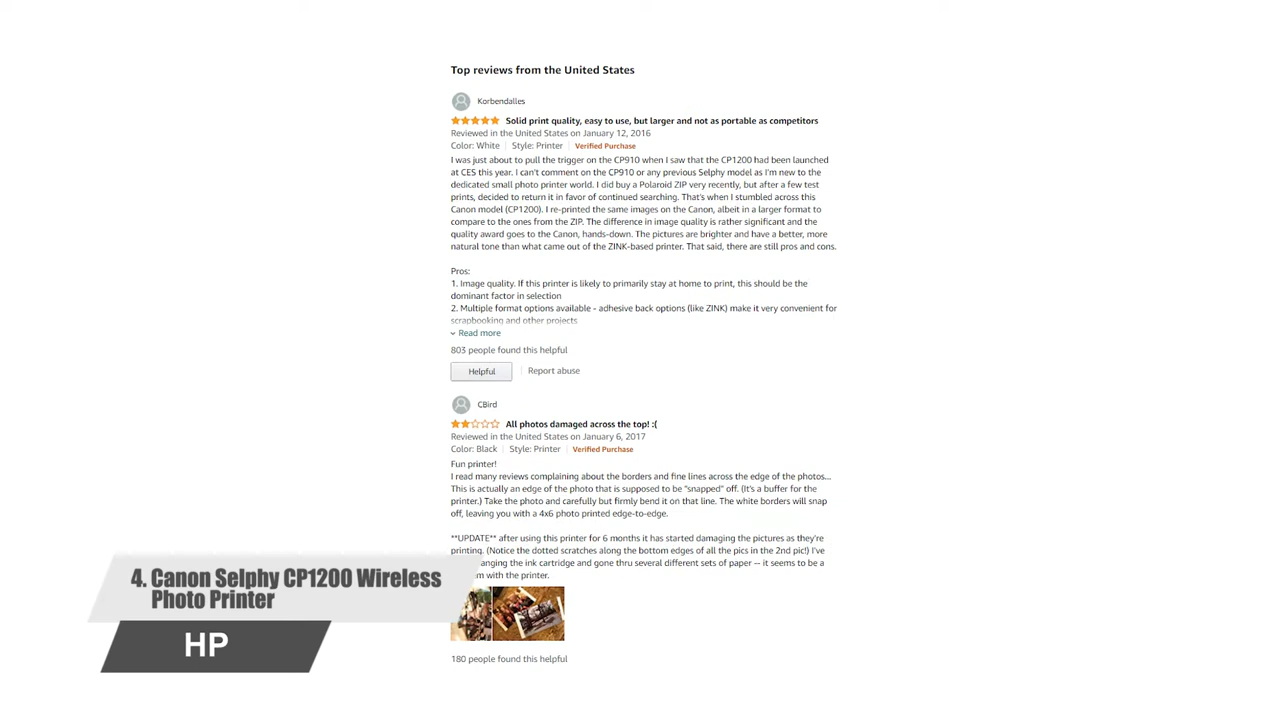 Top reviews from the United States
Korbendalles
Solid print quality, easy to use, but larger and not as portable as competitors
Reviewed in the United States on January 12, 2016
Color: White Style: Printer Verified Purchase
I was just about to pull the trigger on the CP910 when I saw that the CP1200 had been launched
at CES this year. I can't comment on the CP910 or any previous Selphy model as I'm new to the
dedicated small photo printer world. I did buy a Polaroid ZIP very recently, but after a few test
prints, decided to return it in favor of continued searching. That's when I stumbled across this
Canon model (CP1200). I re-printed the same images on the Canon, albeit in a larger format to
compare to the ones from the ZIP. The difference in image quality is rather significant and the
quality award goes to the Canon, hands-down. The pictures are brighter and have a better, more
natural tone than what came out of the ZINK-based printer. That said, there are still pros and cons.
Pros:
1. Image quality. If this printer is likely to primarily stay at home to print, this should be the
dominant factor in selection
2. Multiple format options available - adhesive back options (like ZINK) make it very convenient for
scrapbooking and other projects
Read more
803 people found this helpful
Helpful Report abuse
CBird
All photos damaged across the top! :(
Reviewed in the United States on January 6, 2017
Color: Black Style: Printer Verified Purchase
Fun printer!
I read many reviews complaining about the borders and fine lines across the edge of the photos...
This is actually an edge of the photo that is supposed to be "snapped" off. (It's a buffer for the
printer.) Take the photo and carefully but firmly bend it on that line. The white borders will snap
off, leaving you with a 4x6 photo printed edge-to-edge.
**UPDATE** after using this printer for 6 months it has started damaging the pictures as they're
printing. (Notice the dotted scratches along the bottom edges of all the pics in the 2nd pic!) I've
anging the ink cartridge and gone thru several different sets of paper -- it seems to be a
m with the printer.
180 people found this helpful
4. Canon Selphy CP1200 Wireless
Photo Printer
HP